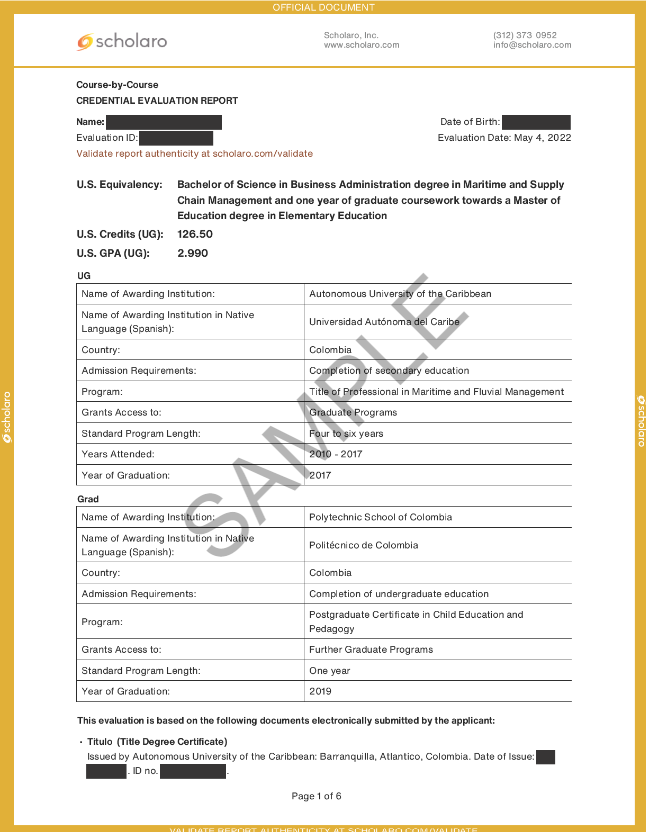 OFFICIAL DOCUMENT
scholaro
Scholaro, Inc.
www.scholaro.com
(312) 373 0952
info@scholaro.com
Course-by-Course
CREDENTIAL EVALUATION REPORT
Name:
Date of Birth:
Evaluation ID:
Evaluation Date: May 4, 2022
Validate report authenticity at scholaro.com/validate
U.S. Equivalency: Bachelor of Science in Business Administration degree in Maritime and Supply
Chain Management and one year of graduate coursework towards a Master of
Education degree in Elementary Education
U.S. Credits (UG): 126.50
U.S. GPA (UG): 2.990
UG
Name of Awarding Institution: Autonomous University of the Caribbean
Name of Awarding Institution in Native
Language (Spanish): Universidad Autónoma del Caribe
Country: Colombia
Admission Requirements: Completion of secondary education
Program: Title of Professional in Maritime and Fluvial Management
Grants Access to: Graduate Programs
Standard Program Length: Four to six years
Years Attended: 2010 - 2017
Year of Graduation: 2017
Grad
Name of Awarding Institution: Polytechnic School of Colombia
Name of Awarding Institution in Native
Language (Spanish): Politécnico de Colombia
Country: Colombia
Admission Requirements: Completion of undergraduate education
Program: Postgraduate Certificate in Child Education and
Pedagogy
Grants Access to: Further Graduate Programs
Standard Program Length: One year
Year of Graduation: 2019
This evaluation is based on the following documents electronically submitted by the applicant:
· Titulo (Title Degree Certificate)
Issued by Autonomous University of the Caribbean: Barranquilla, Atlantico, Colombia. Date of Issue:
. ID no. .
Page 1 of 6
VALIDATE REPORT AUTHENTICITY AT SCHOLARO.COM/VALIDATE
SAMPLE
scholaro
scholaro